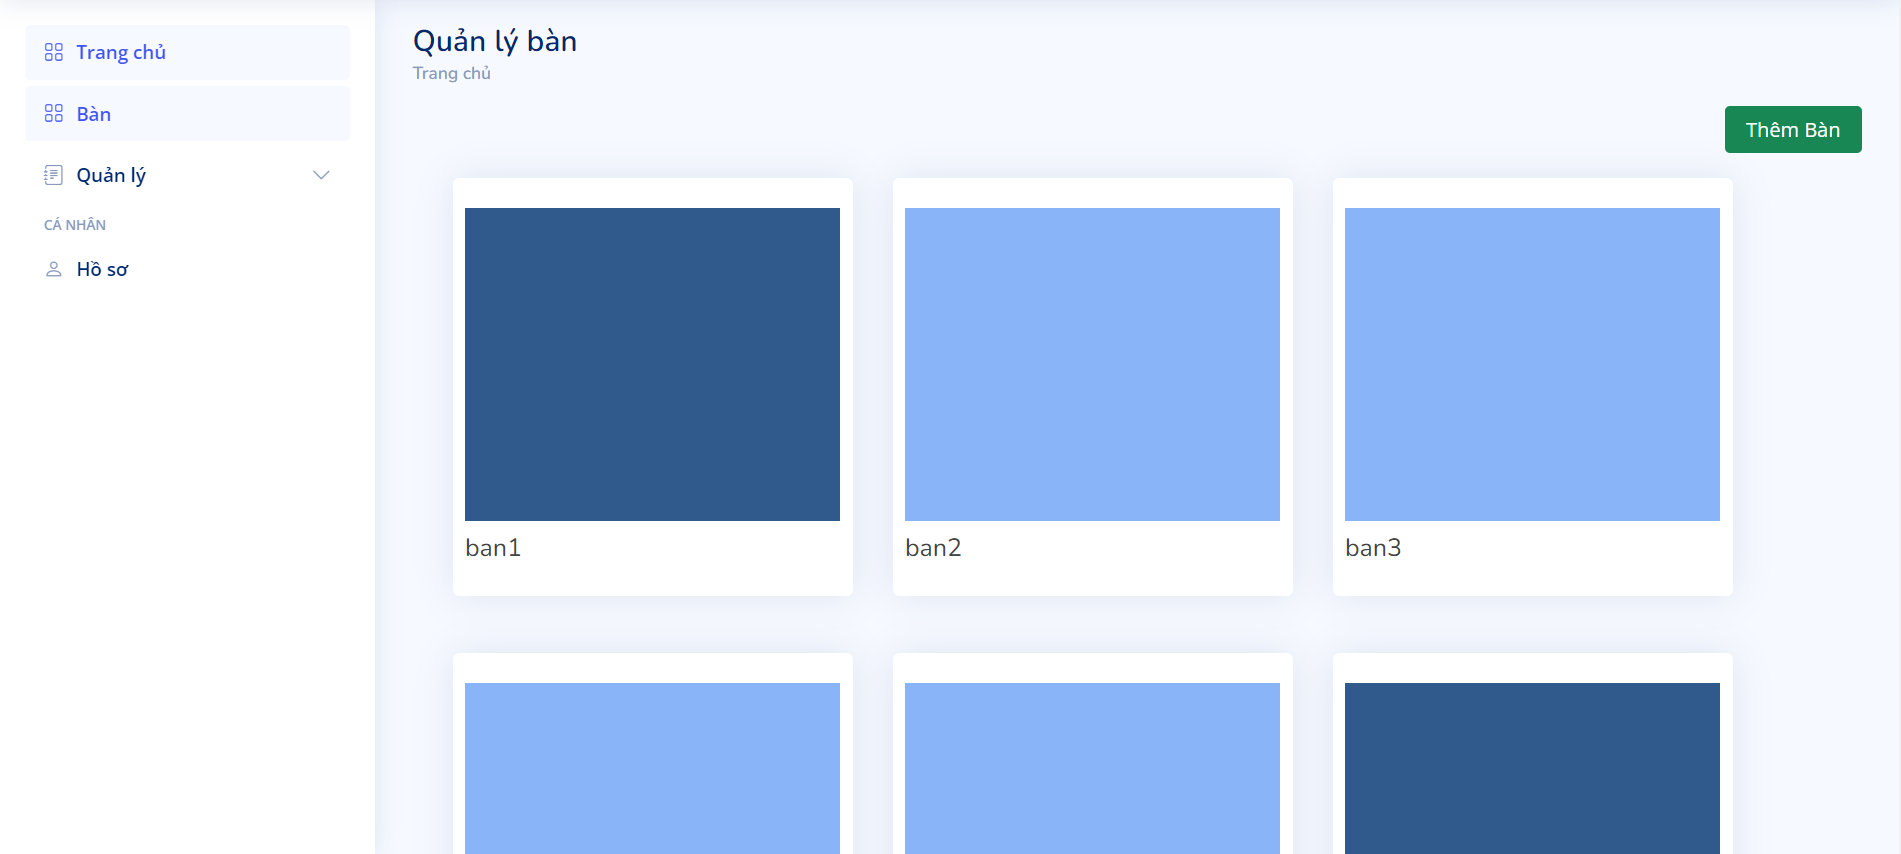 Trang chủ
Bàn
Quản lý
CÁ NHÂN
Hồ sơ
Quản lý bàn
Trang chủ
Thêm Bàn
ban1
ban2
ban3